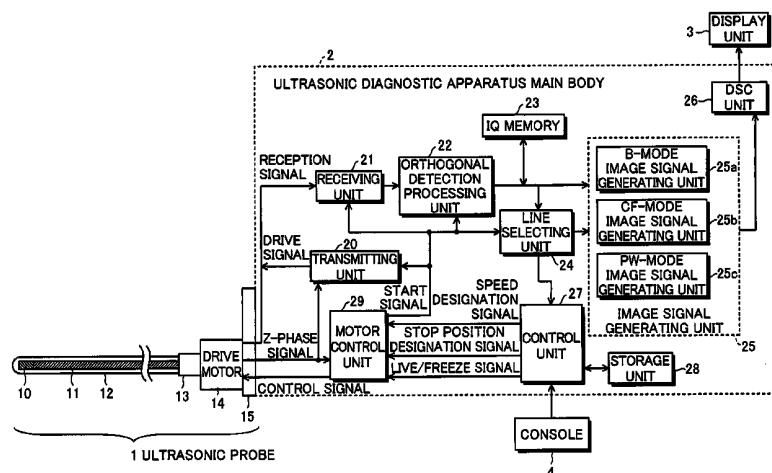 3
DISPLAY
UNIT
2
ULTRASONIC DIAGNOSTIC APPARATUS MAIN BODY
26
DSC
UNIT
23
IQ MEMORY
22
ORTHOGONAL
DETECTION
PROCESSING
UNIT
RECEPTION
SIGNAL
21
RECEIVING
UNIT
B-MODE
IMAGE SIGNAL
GENERATING UNIT
25a
CF-MODE
IMAGE SIGNAL
GENERATING UNIT
25b
PW-MODE
IMAGE SIGNAL
GENERATING UNIT
25c
IMAGE SIGNAL
GENERATING UNIT
25
LINE
SELECTING
UNIT
24
DRIVE
SIGNAL
20
TRANSMITTING
UNIT
START
SIGNAL
29
MOTOR
CONTROL
UNIT
SPEED
DESIGNATION
SIGNAL
STOP POSITION
DESIGNATION SIGNAL
LIVE/FREEZE SIGNAL
27
CONTROL
UNIT
STORAGE
UNIT
28
Z-PHASE
SIGNAL
DRIVE
MOTOR
CONTROL SIGNAL
10
11
12
13
14
15
1 ULTRASONIC PROBE
CONSOLE
4